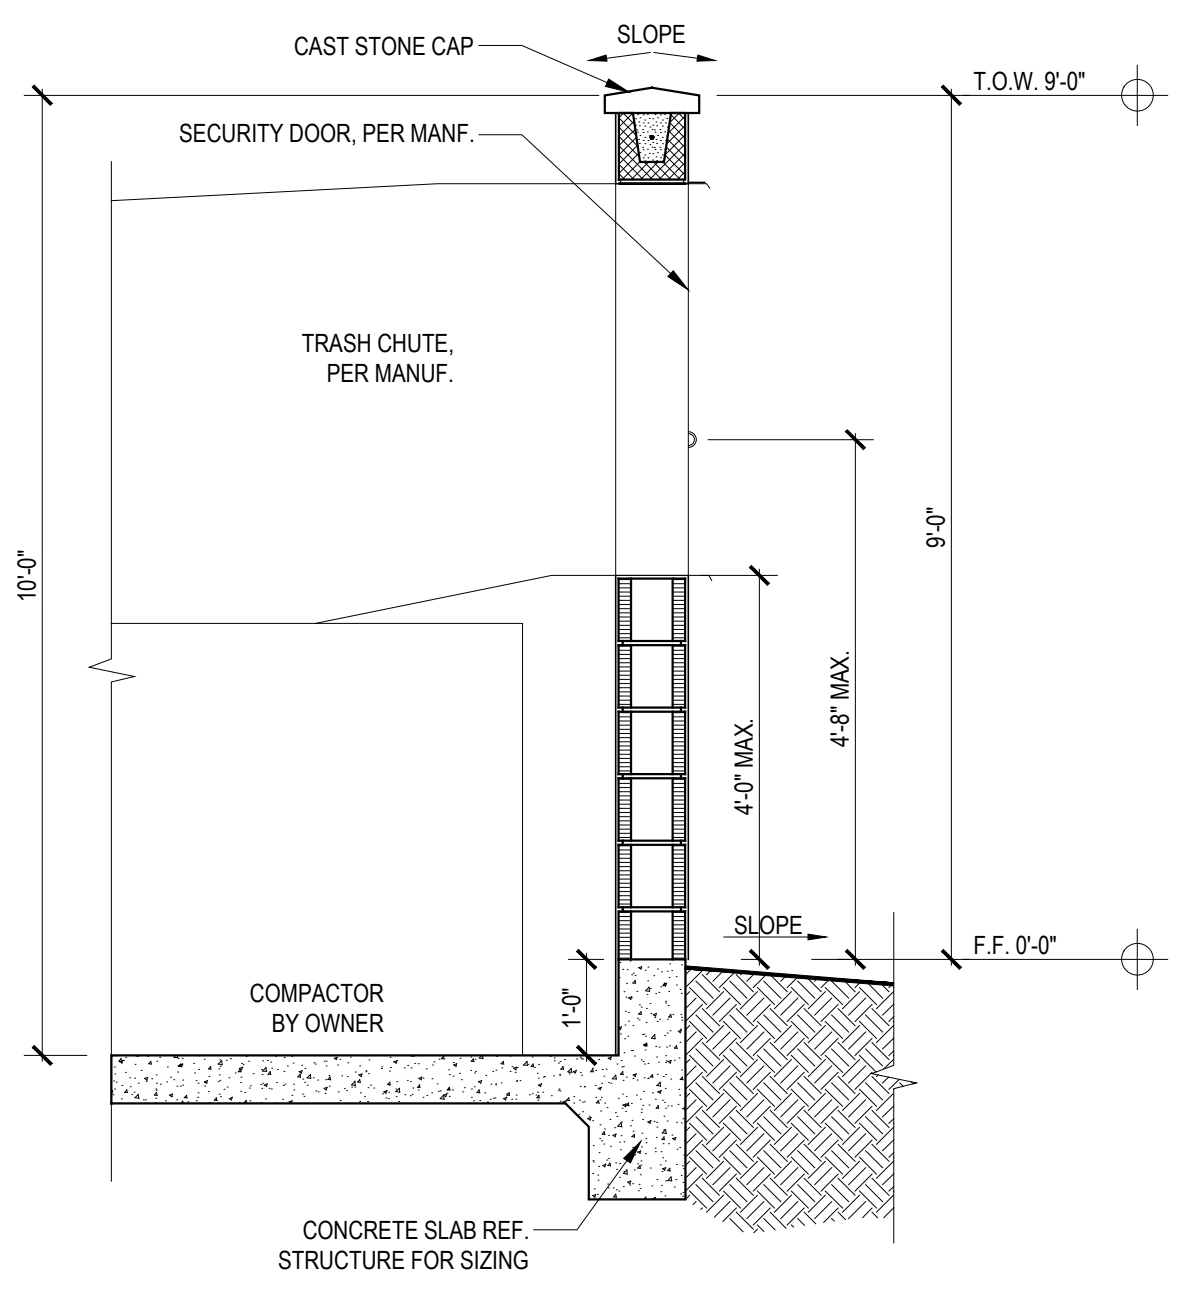 SLOPE
CAST STONE CAP
T.O.W. 9'-0"
SECURITY DOOR, PER MANF.
TRASH CHUTE,
PER MANUF.
10'-0"
9'-0"
4'-8" MAX.
4'-0" MAX.
SLOPE
F.F. 0'-0"
COMPACTOR
BY OWNER
1'-0"
CONCRETE SLAB REF.
STRUCTURE FOR SIZING